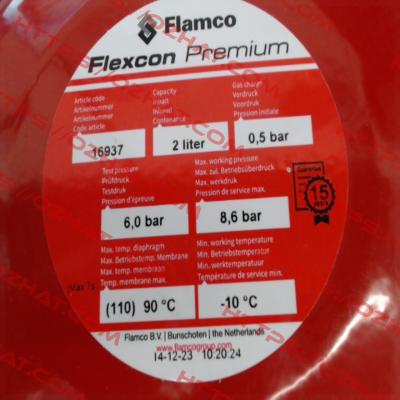 Flamco
Flexcon Premium
Article code
Artikelnummer
Artikelnummer
Code article
16937
Capacity
Inhalt
Inhoud
Contenance
2 liter
Gas charge
Vordruck
Voordruk
Pression initiale
0,5 bar
Test pressure
Prüfdruck
Testdruk
Pression d'épreuve
6,0 bar
Max. working pressure
Max. zul. Betriebsüberdruck
Max. werkdruk
Pression de service max.
8,6 bar
Guarantee
15
Max. temp. diaphragm
Max. Betriebstemp. Membrane
Max. temp. membraan
Temp. membrane max.
Max 1s
(110) 90 °C
Min. working temperature
Min. Betriebstemperatur
Min. werktemperatuur
Température de service min.
-10 °C
Flamco B.V. | Bunschoten | the Netherlands
www.flamcogroup.com
14-12-23 10:20:24